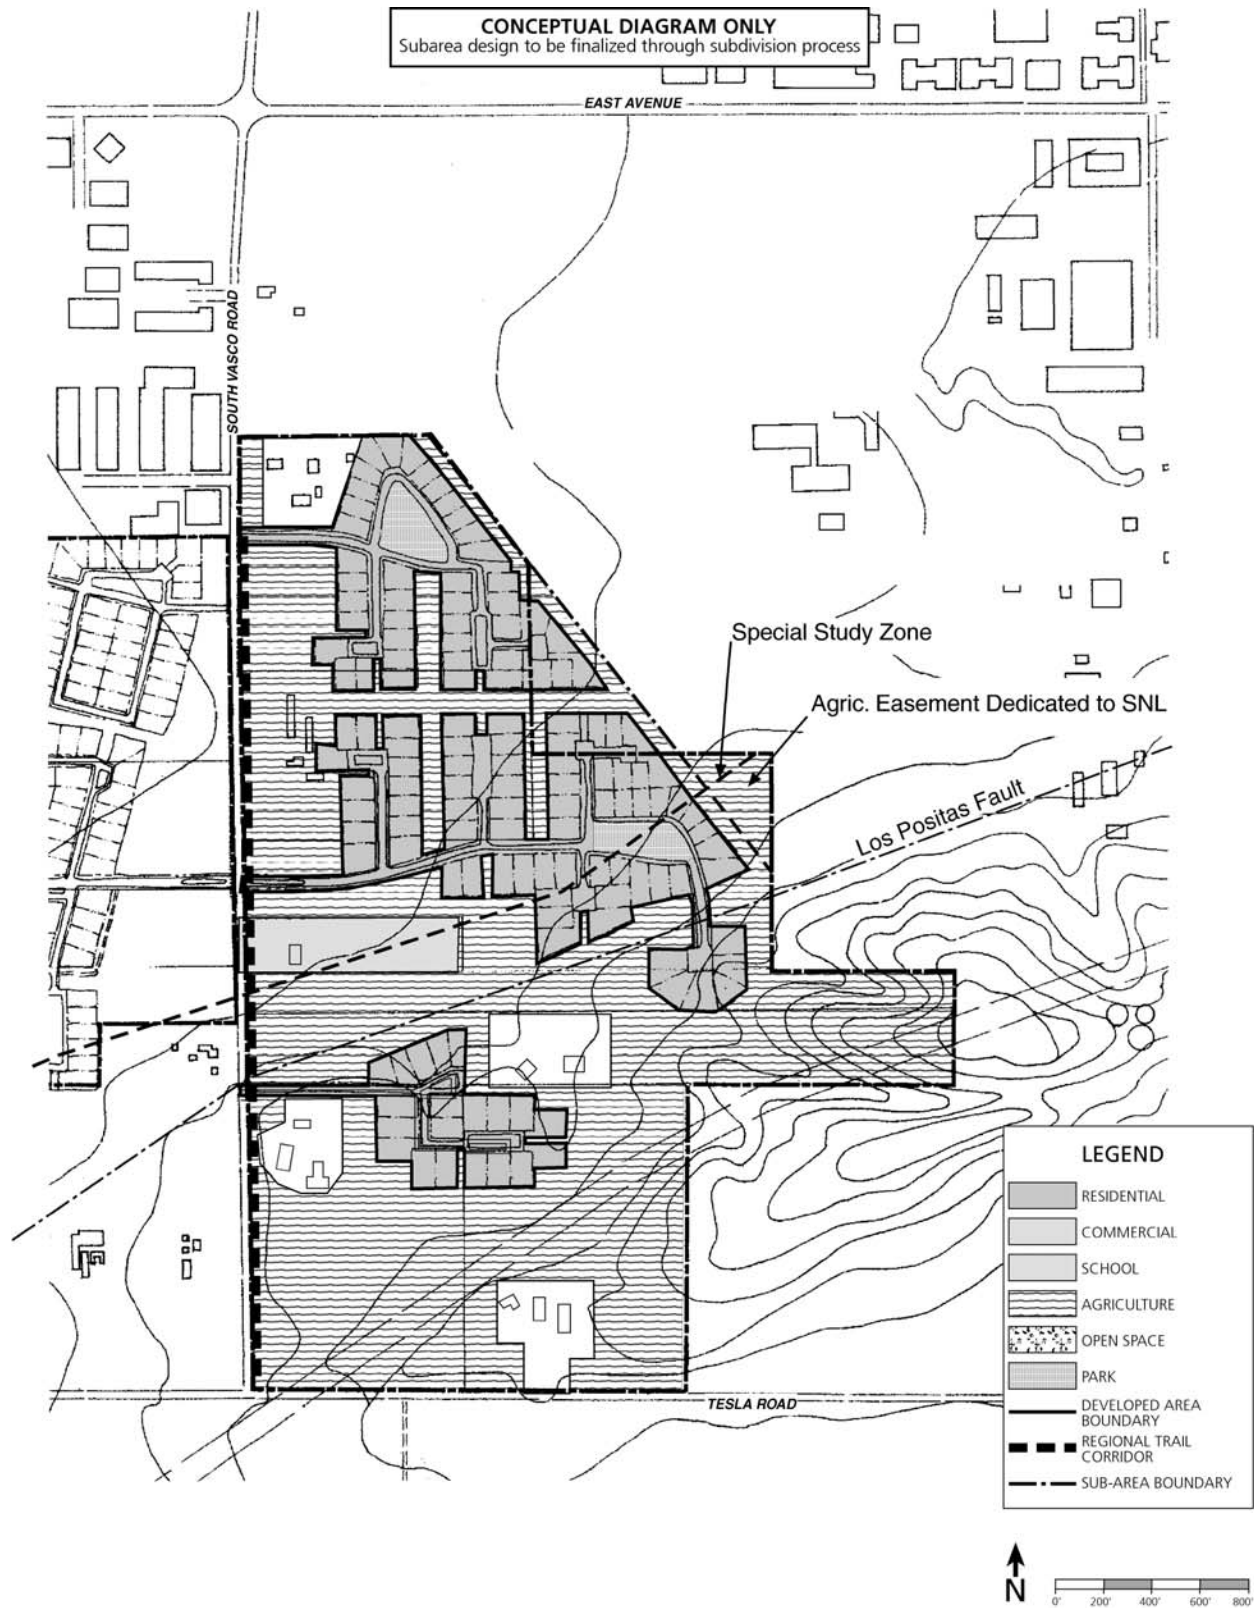 CONCEPTUAL DIAGRAM ONLY
Subarea design to be finalized through subdivision process
EAST AVENUE
SOUTH VASCO ROAD
Special Study Zone
Agric. Easement Dedicated to SNL
Los Positas Fault
LEGEND
RESIDENTIAL
COMMERCIAL
SCHOOL
AGRICULTURE
OPEN SPACE
PARK
DEVELOPED AREA
BOUNDARY
REGIONAL TRAIL
CORRIDOR
SUB-AREA BOUNDARY
TESLA ROAD
N
0' 200' 400' 600' 800'